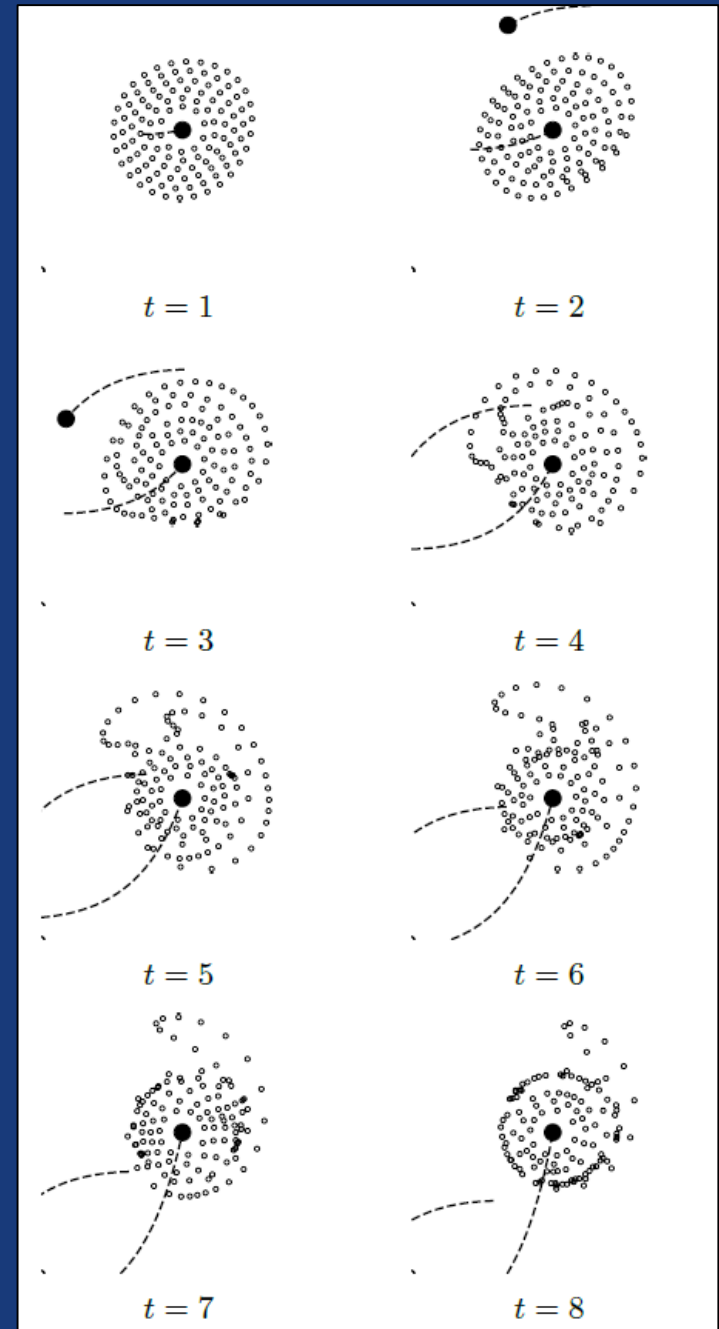 t = 1
t = 2
t = 3
t = 4
t = 5
t = 6
t = 7
t = 8